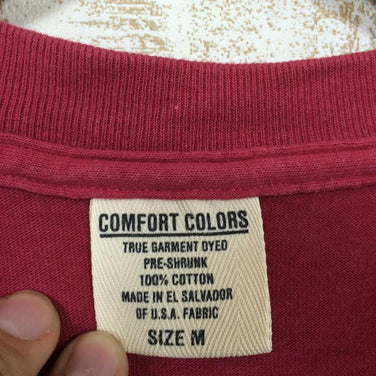 COMFORT COLORS
TRUE GARMENT DYED
PRE-SHRUNK
100% COTTON
MADE IN EL SALVADOR
OF U.S.A. FABRIC
SIZE M